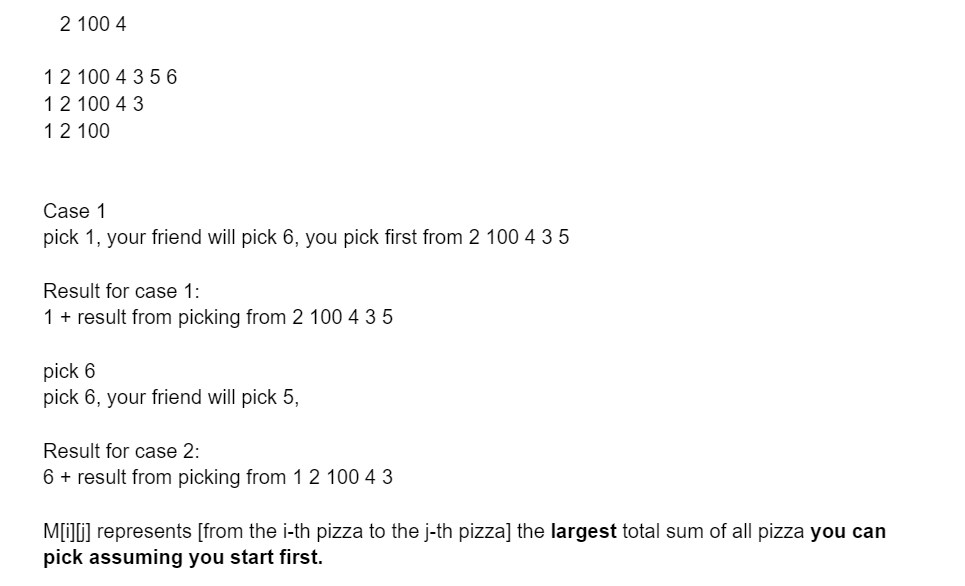 2 100 4
1 2 100 4 3 5 6
1 2 100 4 3
1 2 100
Case 1
pick 1, your friend will pick 6, you pick first from 2 100 4 3 5
Result for case 1:
1 + result from picking from 2 100 4 3 5
pick 6
pick 6, your friend will pick 5,
Result for case 2:
6 + result from picking from 1 2 100 4 3
M[i][j] represents [from the i-th pizza to the j-th pizza] the largest total sum of all pizza you can
pick assuming you start first.